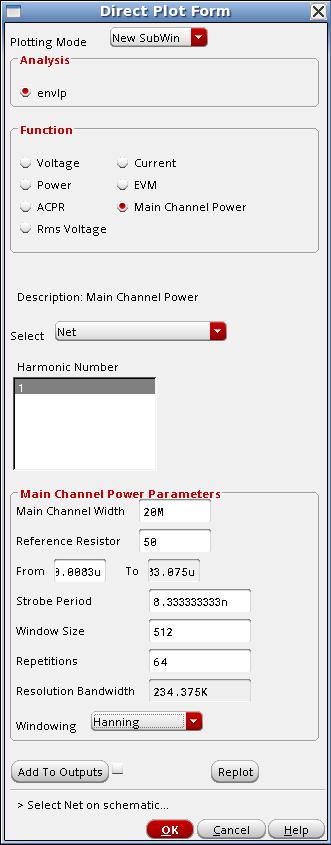 Direct Plot Form
Plotting Mode New SubWin
Analysis
envlp
Function
Voltage Current
Power EVM
ACPR Main Channel Power
Rms Voltage
Description: Main Channel Power
Select Net
Harmonic Number
1
Main Channel Power Parameters
Main Channel Width 20M
Reference Resistor 50
From 0.0083u To 33.075u
Strobe Period 8.333333333n
Window Size 512
Repetitions 64
Resolution Bandwidth 234.375K
Windowing Hanning
Add To Outputs Replot
> Select Net on schematic...
OK Cancel Help